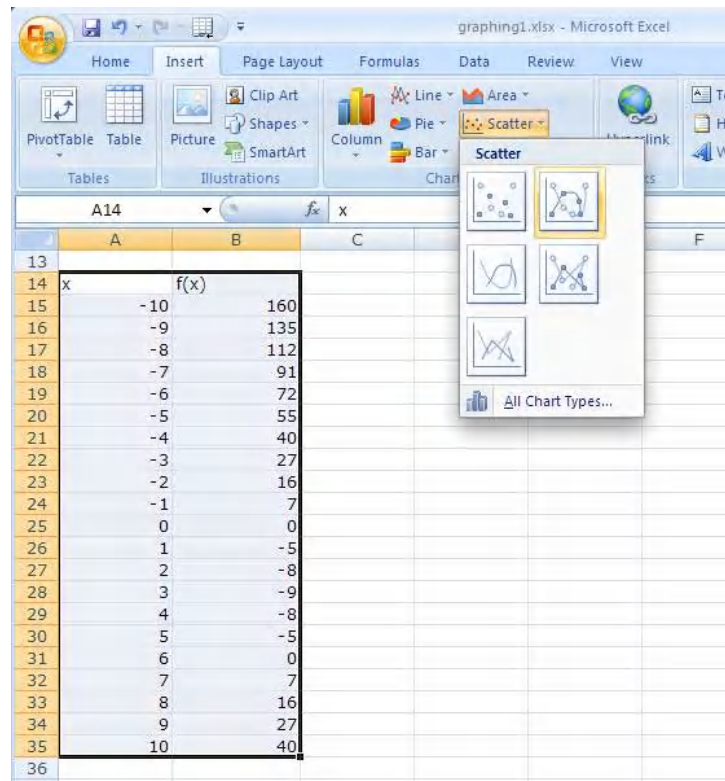 graphing1.xlsx - Microsoft Excel
Home Insert Page Layout Formulas Data Review View
PivotTable Table Picture Clip Art Shapes SmartArt Column Line Pie Bar Area Scatter
Tables Illustrations
Scatter
All Chart Types...
A14 fx x
A B C F
13
14 x f(x)
15 -10 160
16 -9 135
17 -8 112
18 -7 91
19 -6 72
20 -5 55
21 -4 40
22 -3 27
23 -2 16
24 -1 7
25 0 0
26 1 -5
27 2 -8
28 3 -9
29 4 -8
30 5 -5
31 6 0
32 7 7
33 8 16
34 9 27
35 10 40
36